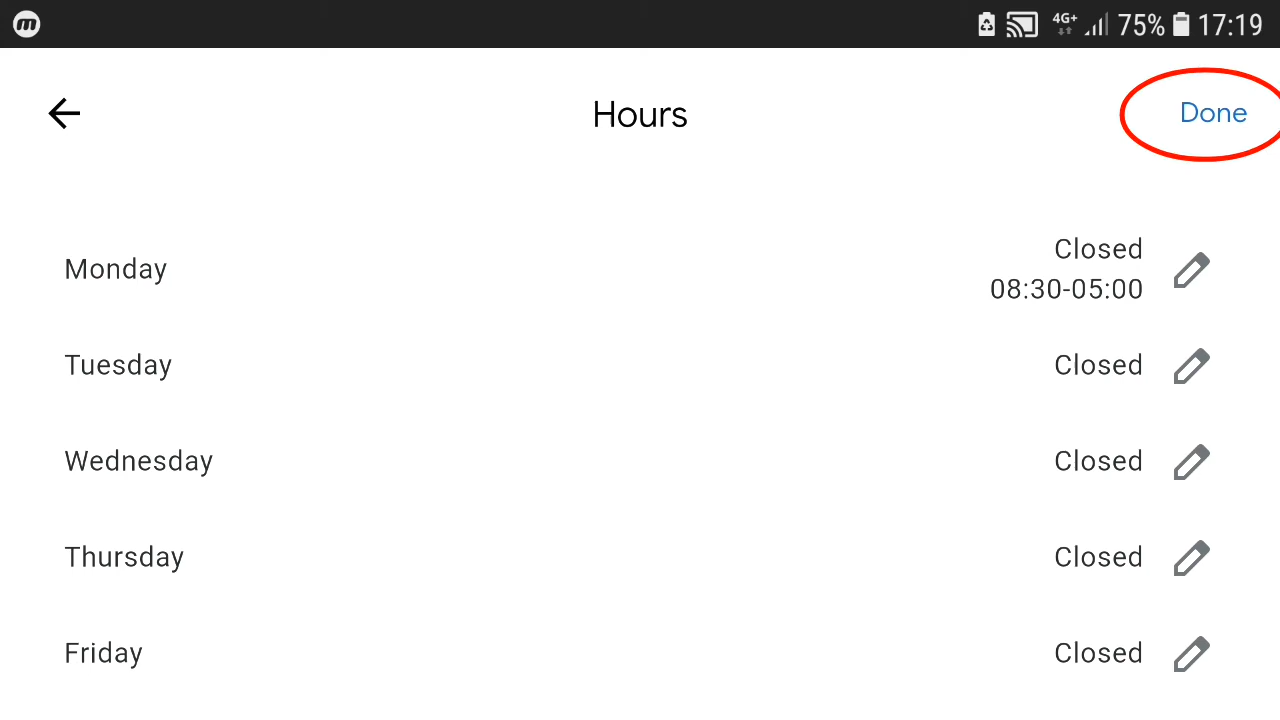 m 4G+ 75% 17:19
Hours Done
Monday Closed
08:30-05:00
Tuesday Closed
Wednesday Closed
Thursday Closed
Friday Closed